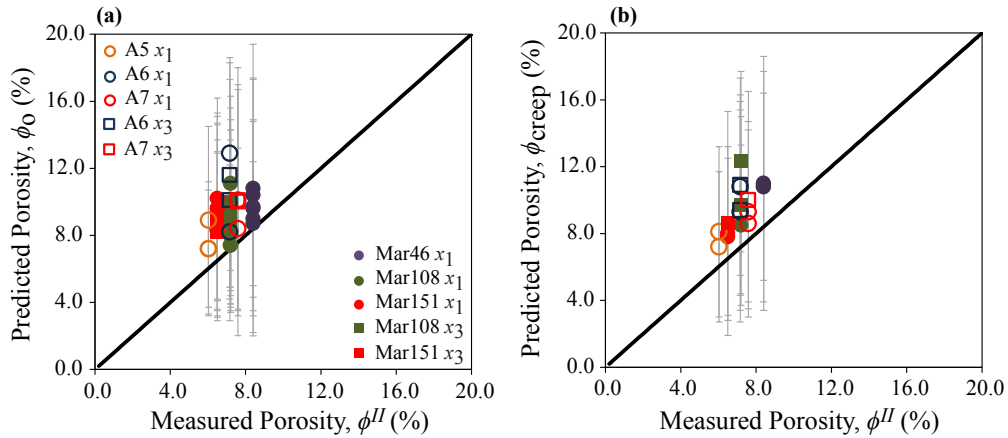 (a)
20.0
16.0
12.0
8.0
4.0
0.0
Predicted Porosity, ϕo (%)
A5 x1
A6 x1
A7 x1
A6 x3
A7 x3
Mar46 x1
Mar108 x1
Mar151 x1
Mar108 x3
Mar151 x3
0.0 4.0 8.0 12.0 16.0 20.0
Measured Porosity, ϕII (%)
(b)
20.0
16.0
12.0
8.0
4.0
0.0
Predicted Porosity, ϕcreep (%)
0.0 4.0 8.0 12.0 16.0 20.0
Measured Porosity, ϕII (%)